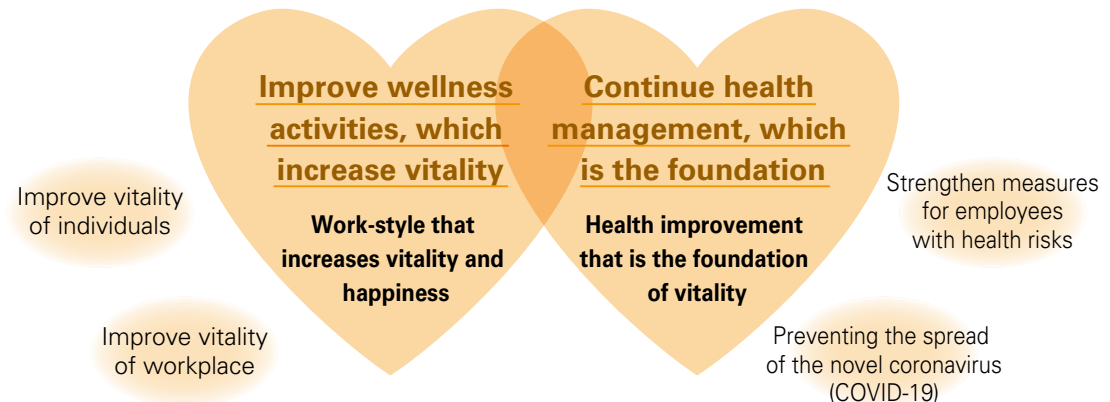 Improve wellness
activities, which
increase vitality
Work-style that
increases vitality and
happiness
Continue health
management, which
is the foundation
Health improvement
that is the foundation
of vitality
Improve vitality
of individuals
Improve vitality
of workplace
Strengthen measures
for employees
with health risks
Preventing the spread
of the novel coronavirus
(COVID-19)